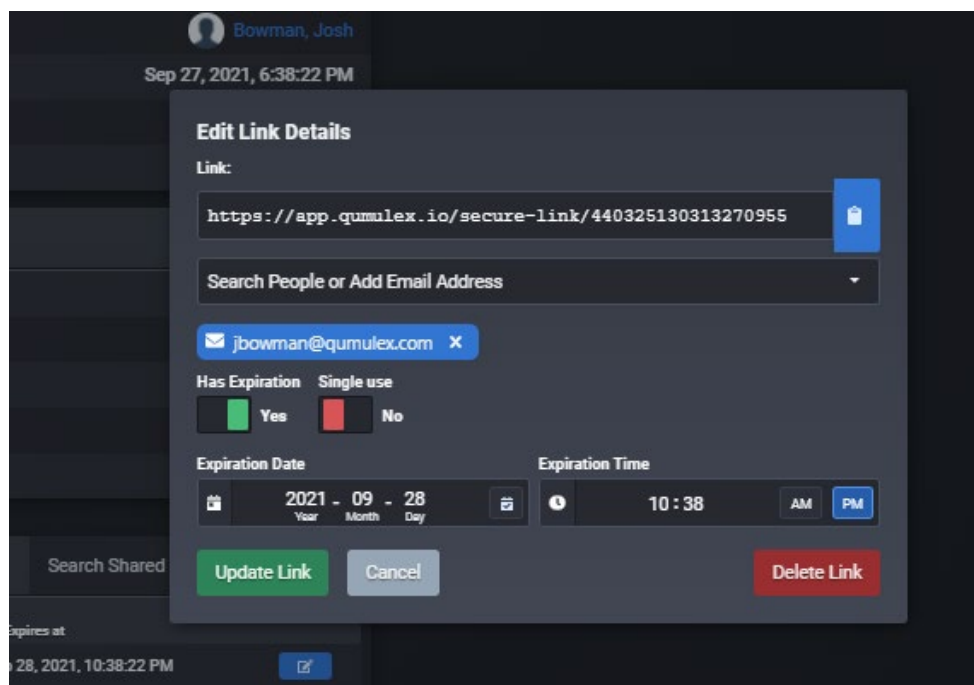 Bowman, Josh
Sep 27, 2021, 6:38:22 PM
Edit Link Details
Link:
https://app.qumulex.io/secure-link/440325130313270955
Search People or Add Email Address
jbowman@qumulex.com ×
Has Expiration Single use
Yes No
Expiration Date Expiration Time
2021 - 09 - 28 10:38 AM PM
Year Month Day
Search Shared
Update Link Cancel Delete Link
Expires at
28, 2021, 10:38:22 PM